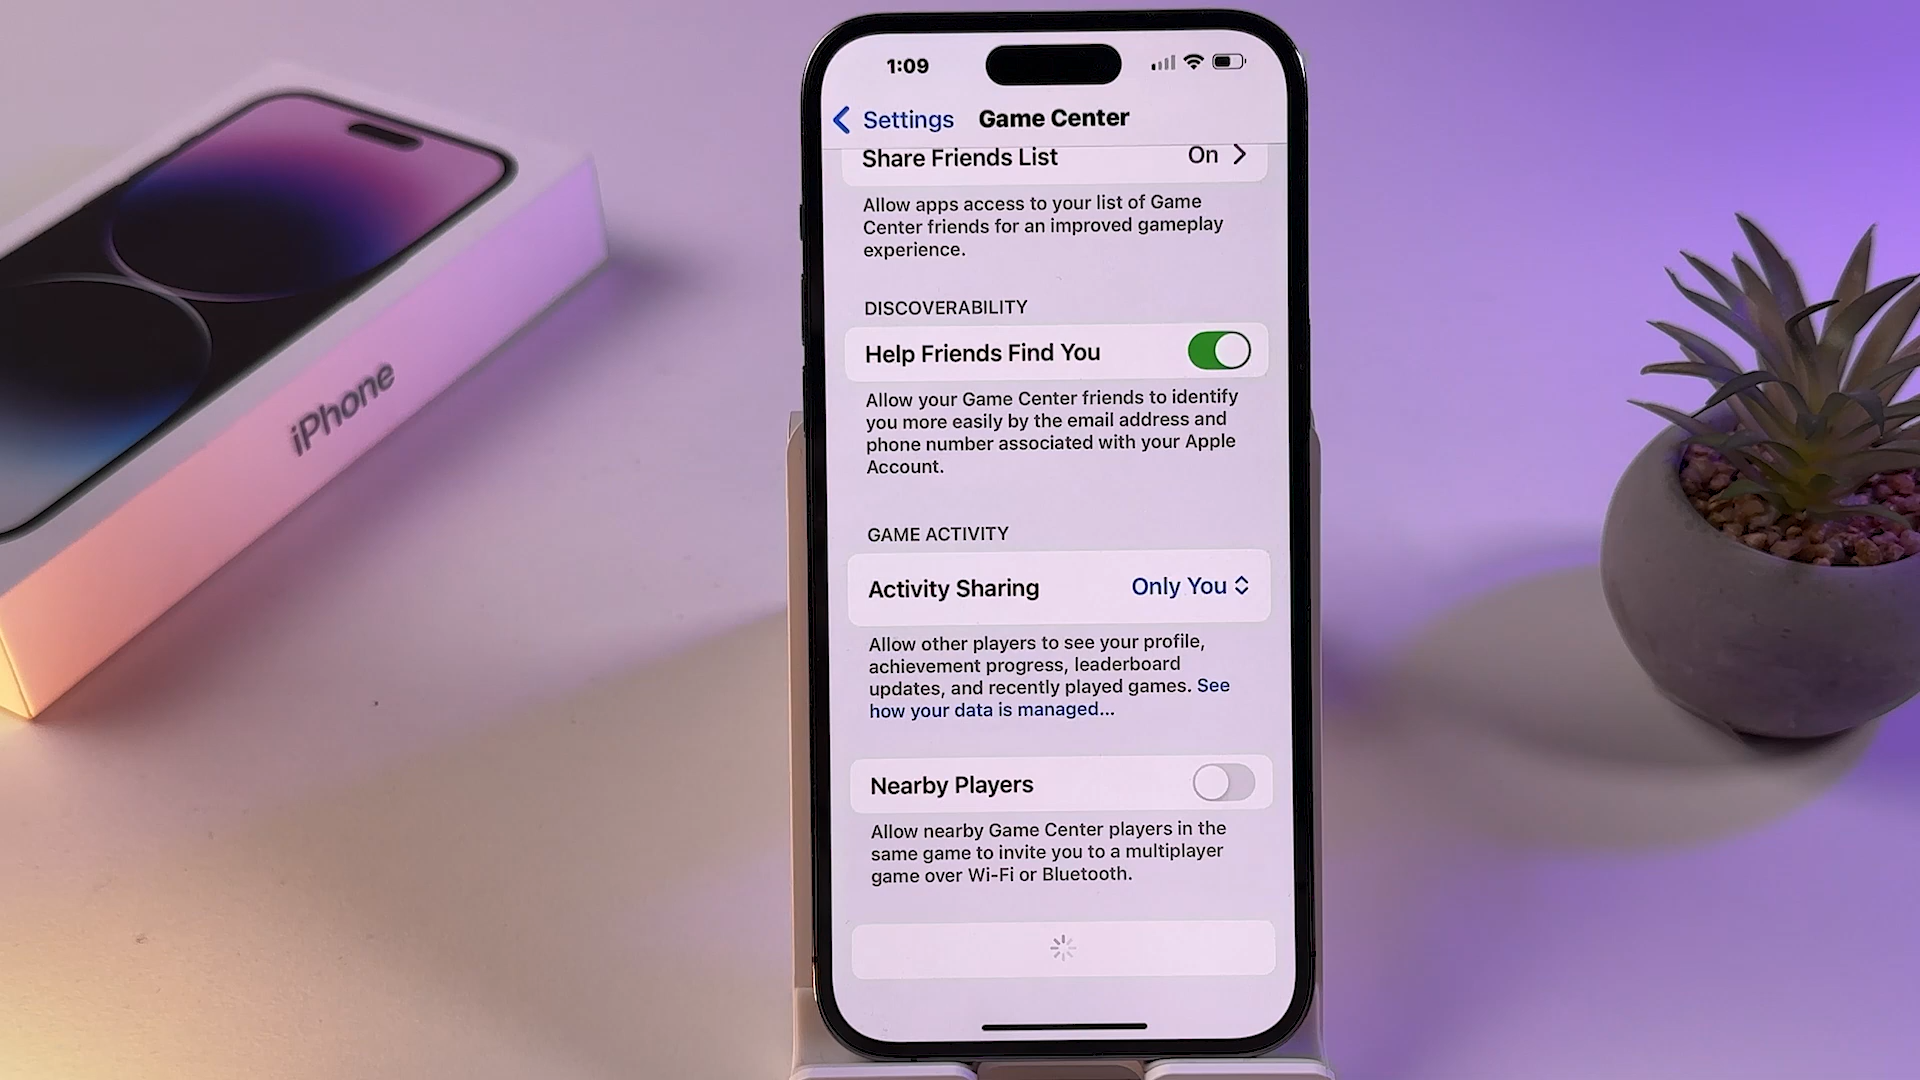 iPhone
1:09
Settings
Game Center
Share Friends List
On
Allow apps access to your list of Game
Center friends for an improved gameplay
experience.
DISCOVERABILITY
Help Friends Find You
Allow your Game Center friends to identify
you more easily by the email address and
phone number associated with your Apple
Account.
GAME ACTIVITY
Activity Sharing
Only You
Allow other players to see your profile,
achievement progress, leaderboard
updates, and recently played games. See
how your data is managed...
Nearby Players
Allow nearby Game Center players in the
same game to invite you to a multiplayer
game over Wi-Fi or Bluetooth.